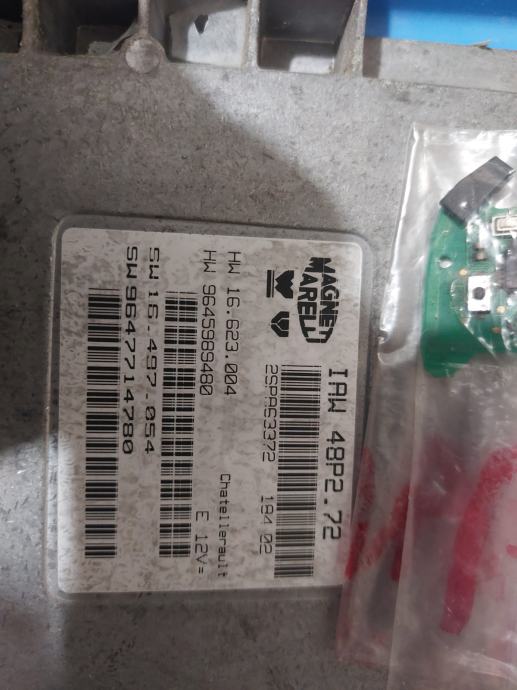 MAGNETI
MARELLI
IAW 48P2.72
2SPA63372 184 02
Chatellerault
E 12V=
HW 16.623.004
HW 9645989480
SW 16.497.054
SW 9647714780